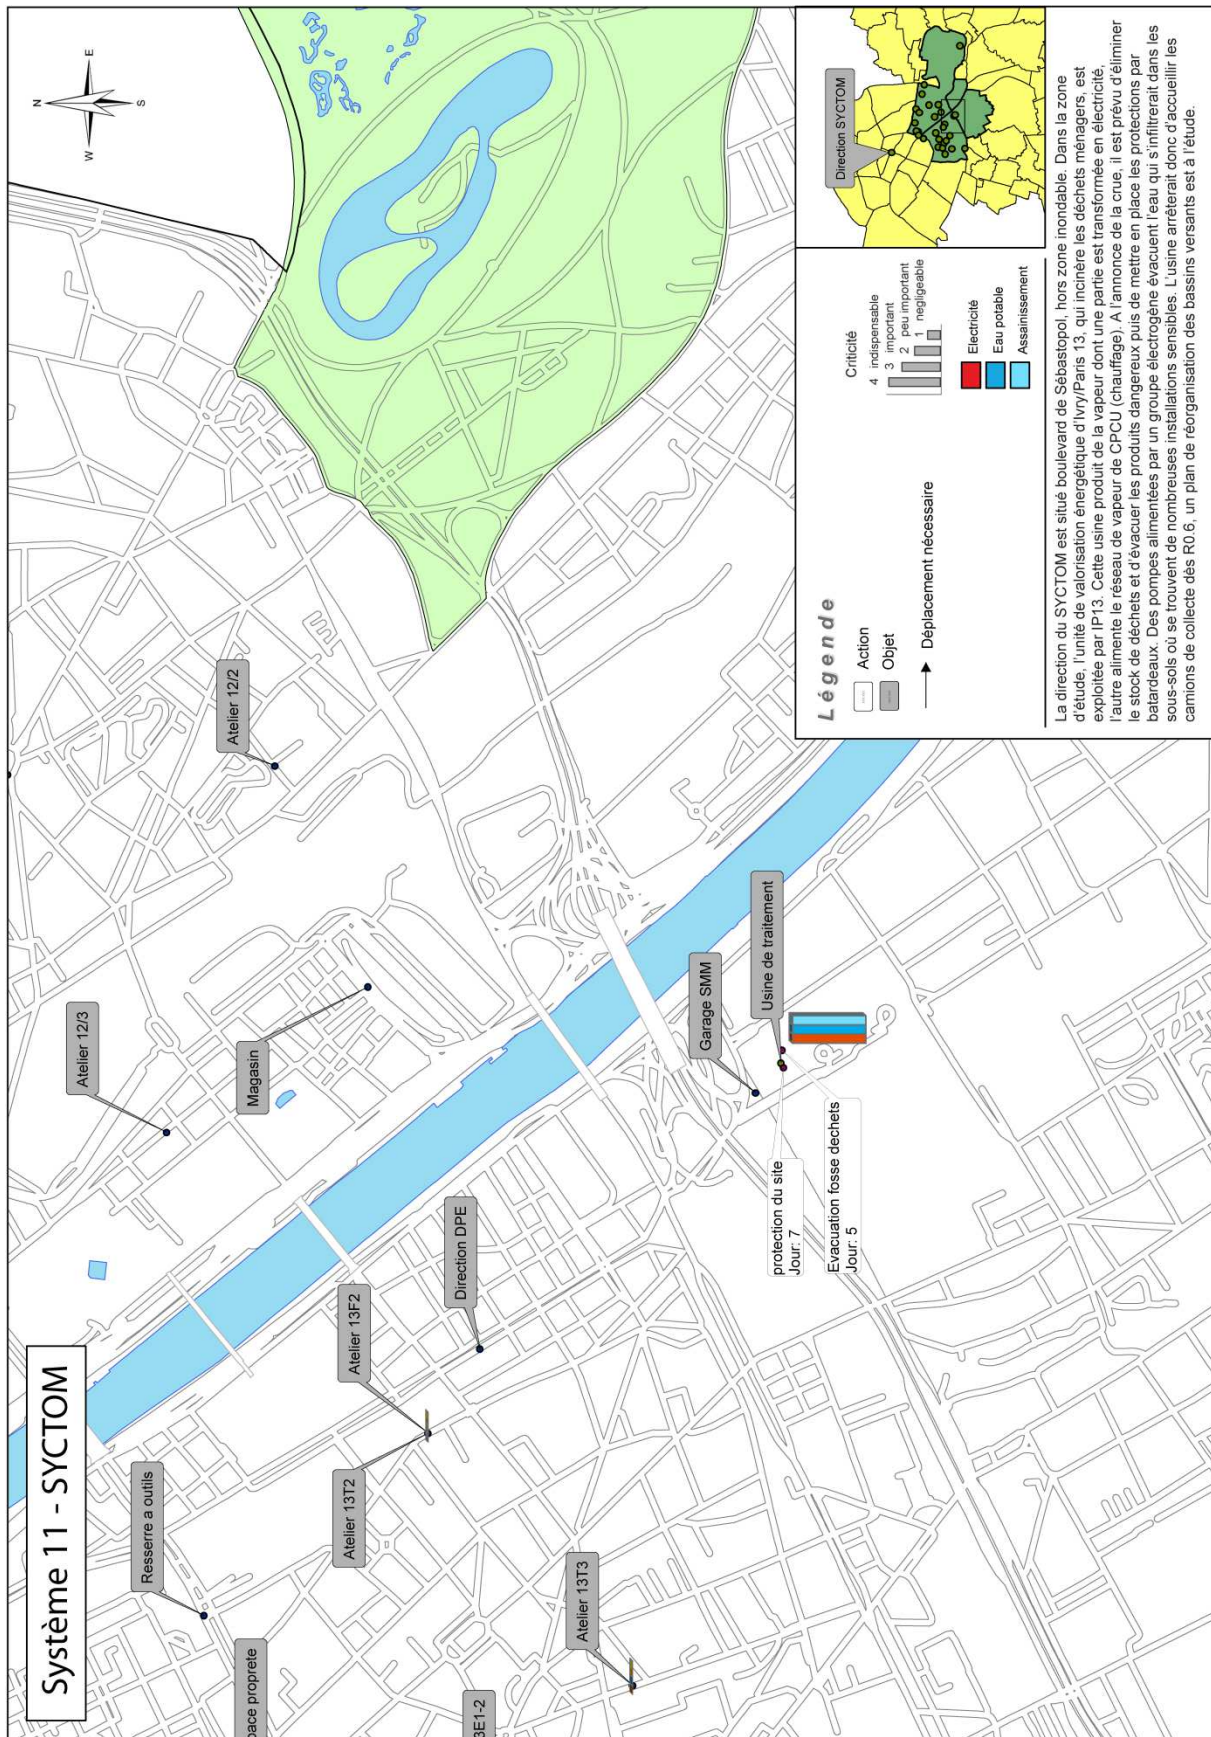 Système 11 - SYCTOM
N
W
E
S
Atelier 12/2
Atelier 12/3
Magasin
Garage SMM
Usine de traitement
protection du site
Jour: 7
Evacuation fosse dechets
Jour: 5
Direction DPE
Atelier 13F2
Atelier 13T2
Resserre a outils
Atelier 13T3
pace proprete
3E1-2
Légende
Action
Objet
Déplacement nécessaire
Criticité
4 indispensable
3 important
2 peu important
1 negligeable
Electricité
Eau potable
Assainissement
Direction SYCTOM
La direction du SYCTOM est situé boulevard de Sébastopol, hors zone inondable. Dans la zone
d'étude, l'unité de valorisation énergétique d'Ivry/Paris 13, qui incinère les déchets ménagers, est
exploitée par IP13. Cette usine produit de la vapeur dont une partie est transformée en électricité,
l'autre alimente le réseau de vapeur de CPCU (chauffage). A l'annonce de la crue, il est prévu d'éliminer
le stock de déchets et d'évacuer les produits dangereux puis de mettre en place les protections par
batardeaux. Des pompes alimentées par un groupe électrogène évacuent l'eau qui s'infiltrerait dans les
sous-sols où se trouvent de nombreuses installations sensibles. L'usine arrêterait donc d'accueillir les
camions de collecte dès R0.6, un plan de réorganisation des bassins versants est à l'étude.